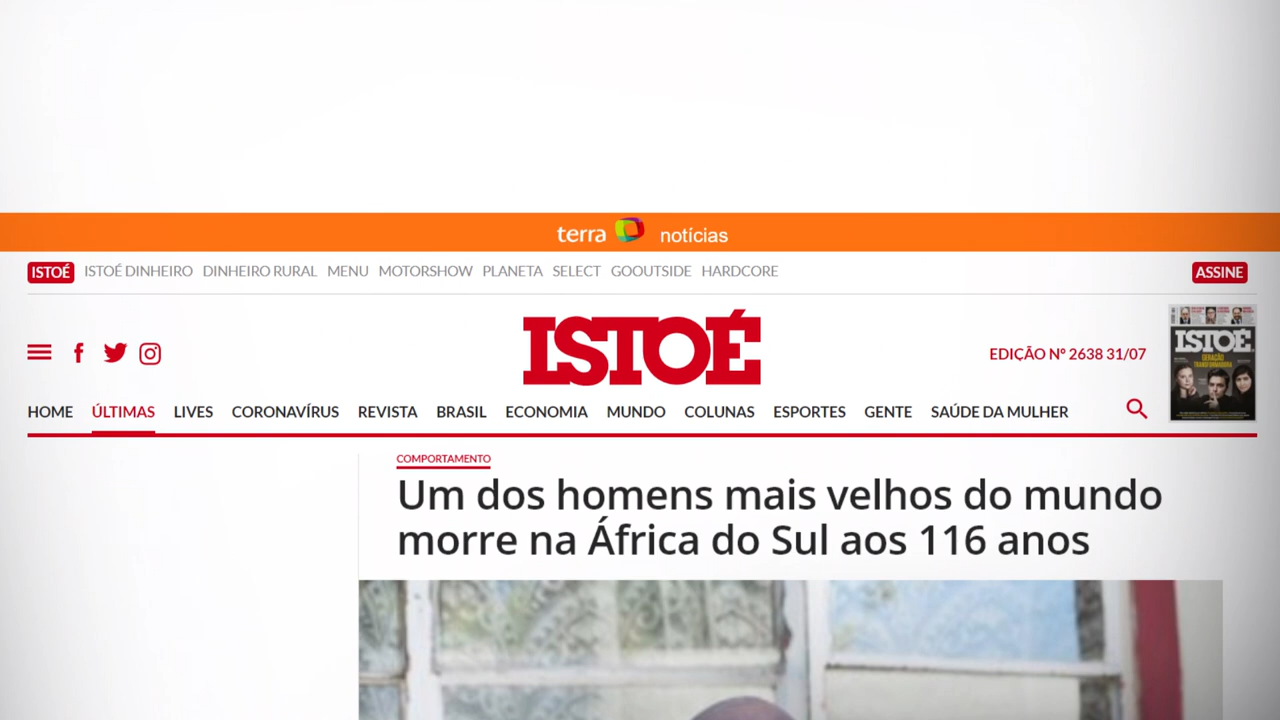 terra notícias
ISTOÉ ISTOÉ DINHEIRO DINHEIRO RURAL MENU MOTORSHOW PLANETA SELECT GOOUTSIDE HARDCORE ASSINE
ISTOÉ
EDIÇÃO Nº 2638 31/07
ISTOÉ
GERAÇÃO
TRANSFORMADORA
HOME ÚLTIMAS LIVES CORONAVÍRUS REVISTA BRASIL ECONOMIA MUNDO COLUNAS ESPORTES GENTE SAÚDE DA MULHER
COMPORTAMENTO
Um dos homens mais velhos do mundo
morre na África do Sul aos 116 anos